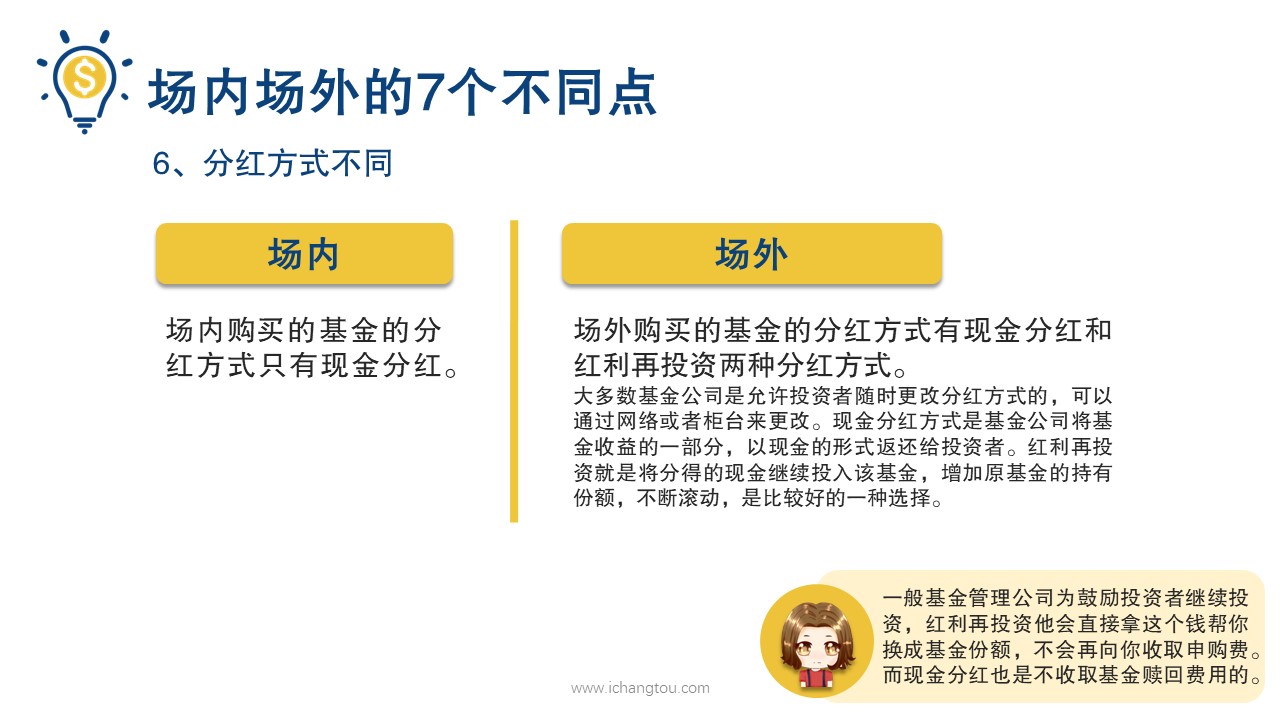 场内场外的7个不同点
6、分红方式不同
场内
场内购买的基金的分
红方式只有现金分红。
场外
场外购买的基金的分红方式有现金分红和
红利再投资两种分红方式。
大多数基金公司是允许投资者随时更改分红方式的，可以
通过网络或者柜台来更改。现金分红方式是基金公司将基
金收益的一部分，以现金的形式返还给投资者。红利再投
资就是将分得的现金继续投入该基金，增加原基金的持有
份额，不断滚动，是比较好的一种选择。
一般基金管理公司为鼓励投资者继续投
资，红利再投资他会直接拿这个钱帮你
换成基金份额，不会再向你收取申购费。
而现金分红也是不收取基金赎回费用的。
www.ichangtou.com